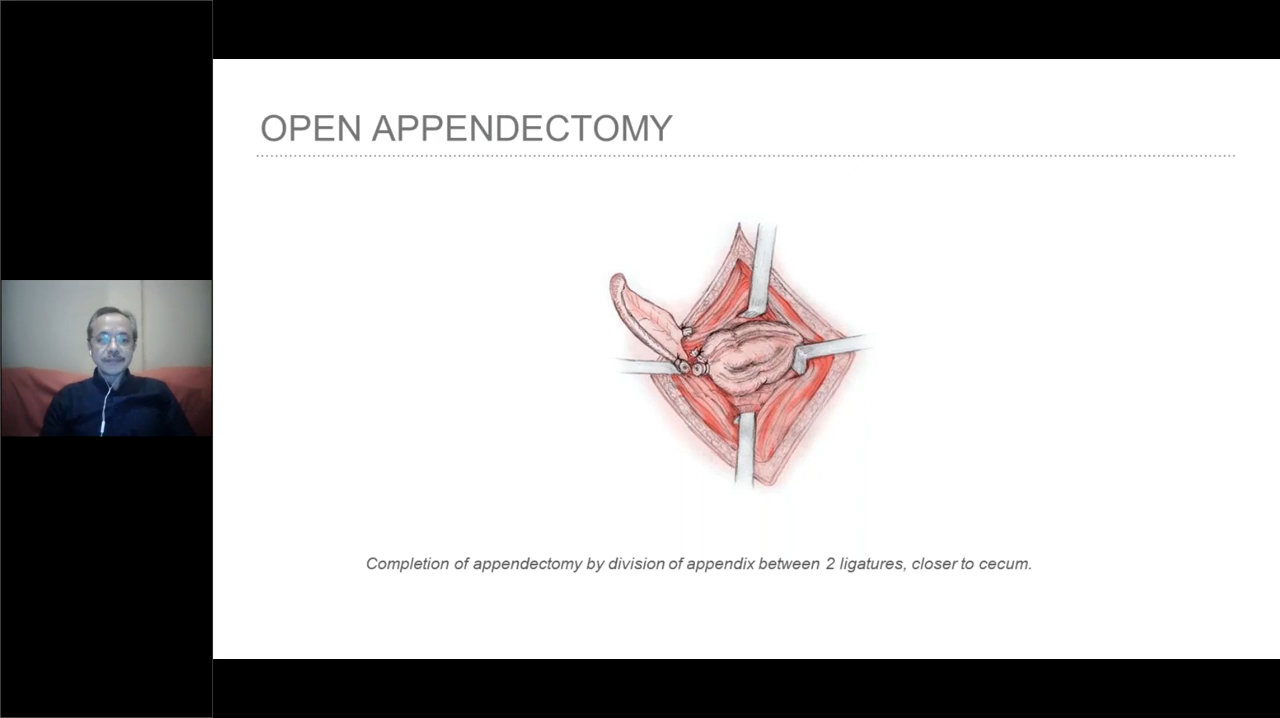 OPEN APPENDECTOMY
Completion of appendectomy by division of appendix between 2 ligatures, closer to cecum.